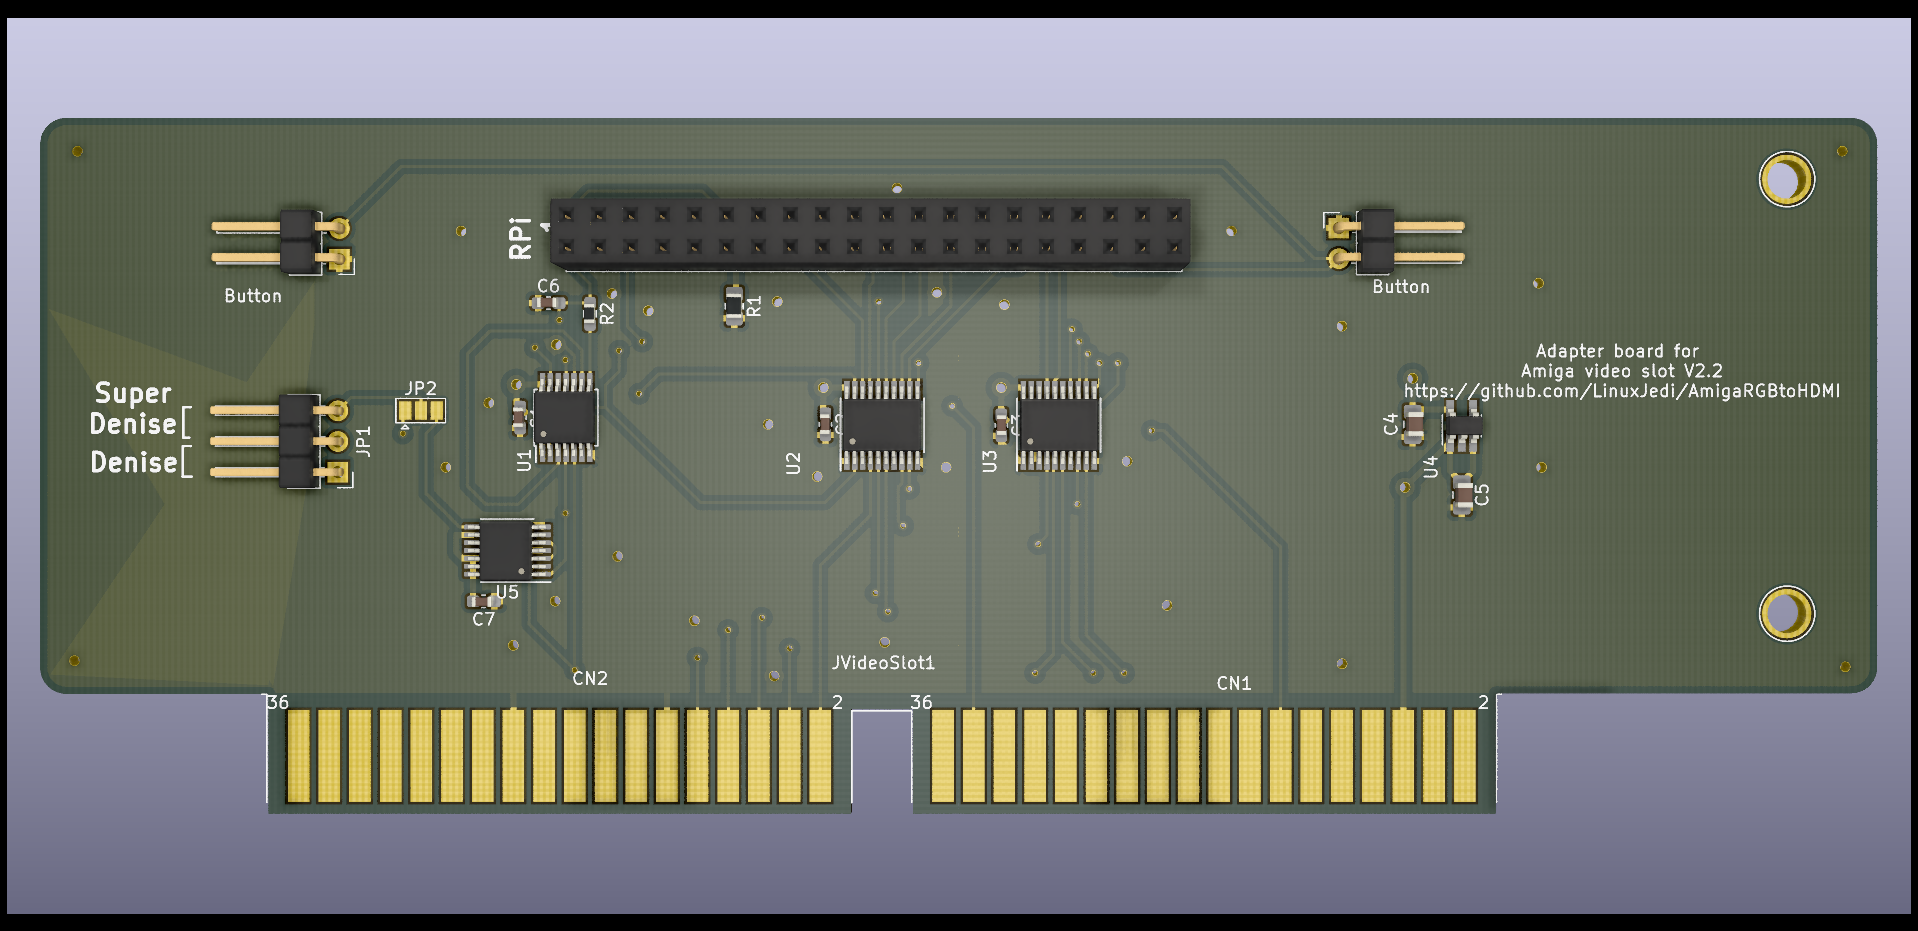 RPi
1
C6
R2
R1
Button
Button
Super
Denise[
Denise[
JP1
JP2
U1
U2
U3
Adapter board for
Amiga video slot V2.2
https://github.com/LinuxJedi/AmigaRGBtoHDMI
C4
U4
C5
U5
C7
CN2
JVideoSlot1
CN1
36
2
36
2